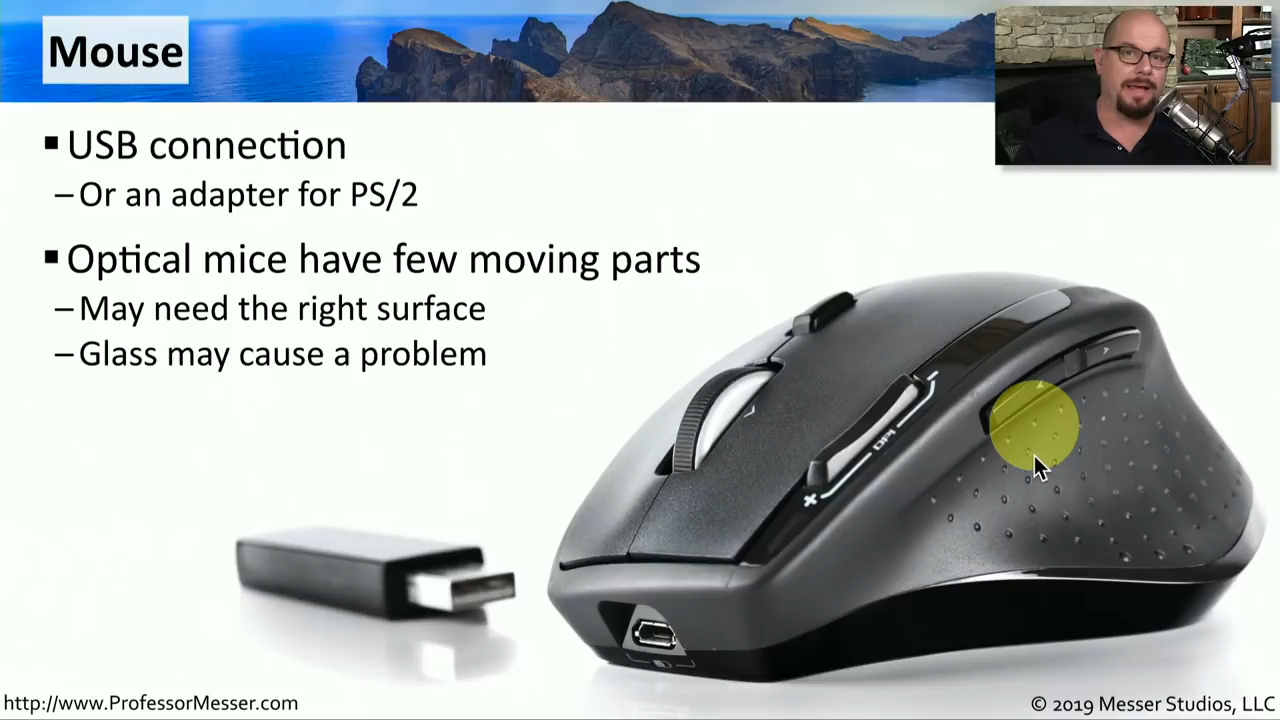 Mouse
▪ USB connection
– Or an adapter for PS/2
▪ Optical mice have few moving parts
– May need the right surface
– Glass may cause a problem
DPI
http://www.ProfessorMesser.com
© 2019 Messer Studios, LLC